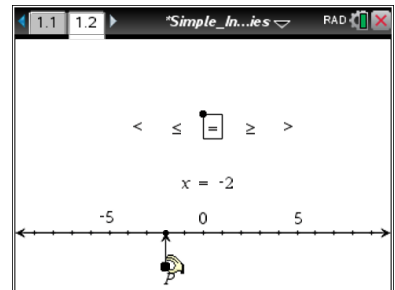 1.1 1.2 *Simple_In...ies RAD
< ≤ = ≥ >
x = -2
-5 0 5
P